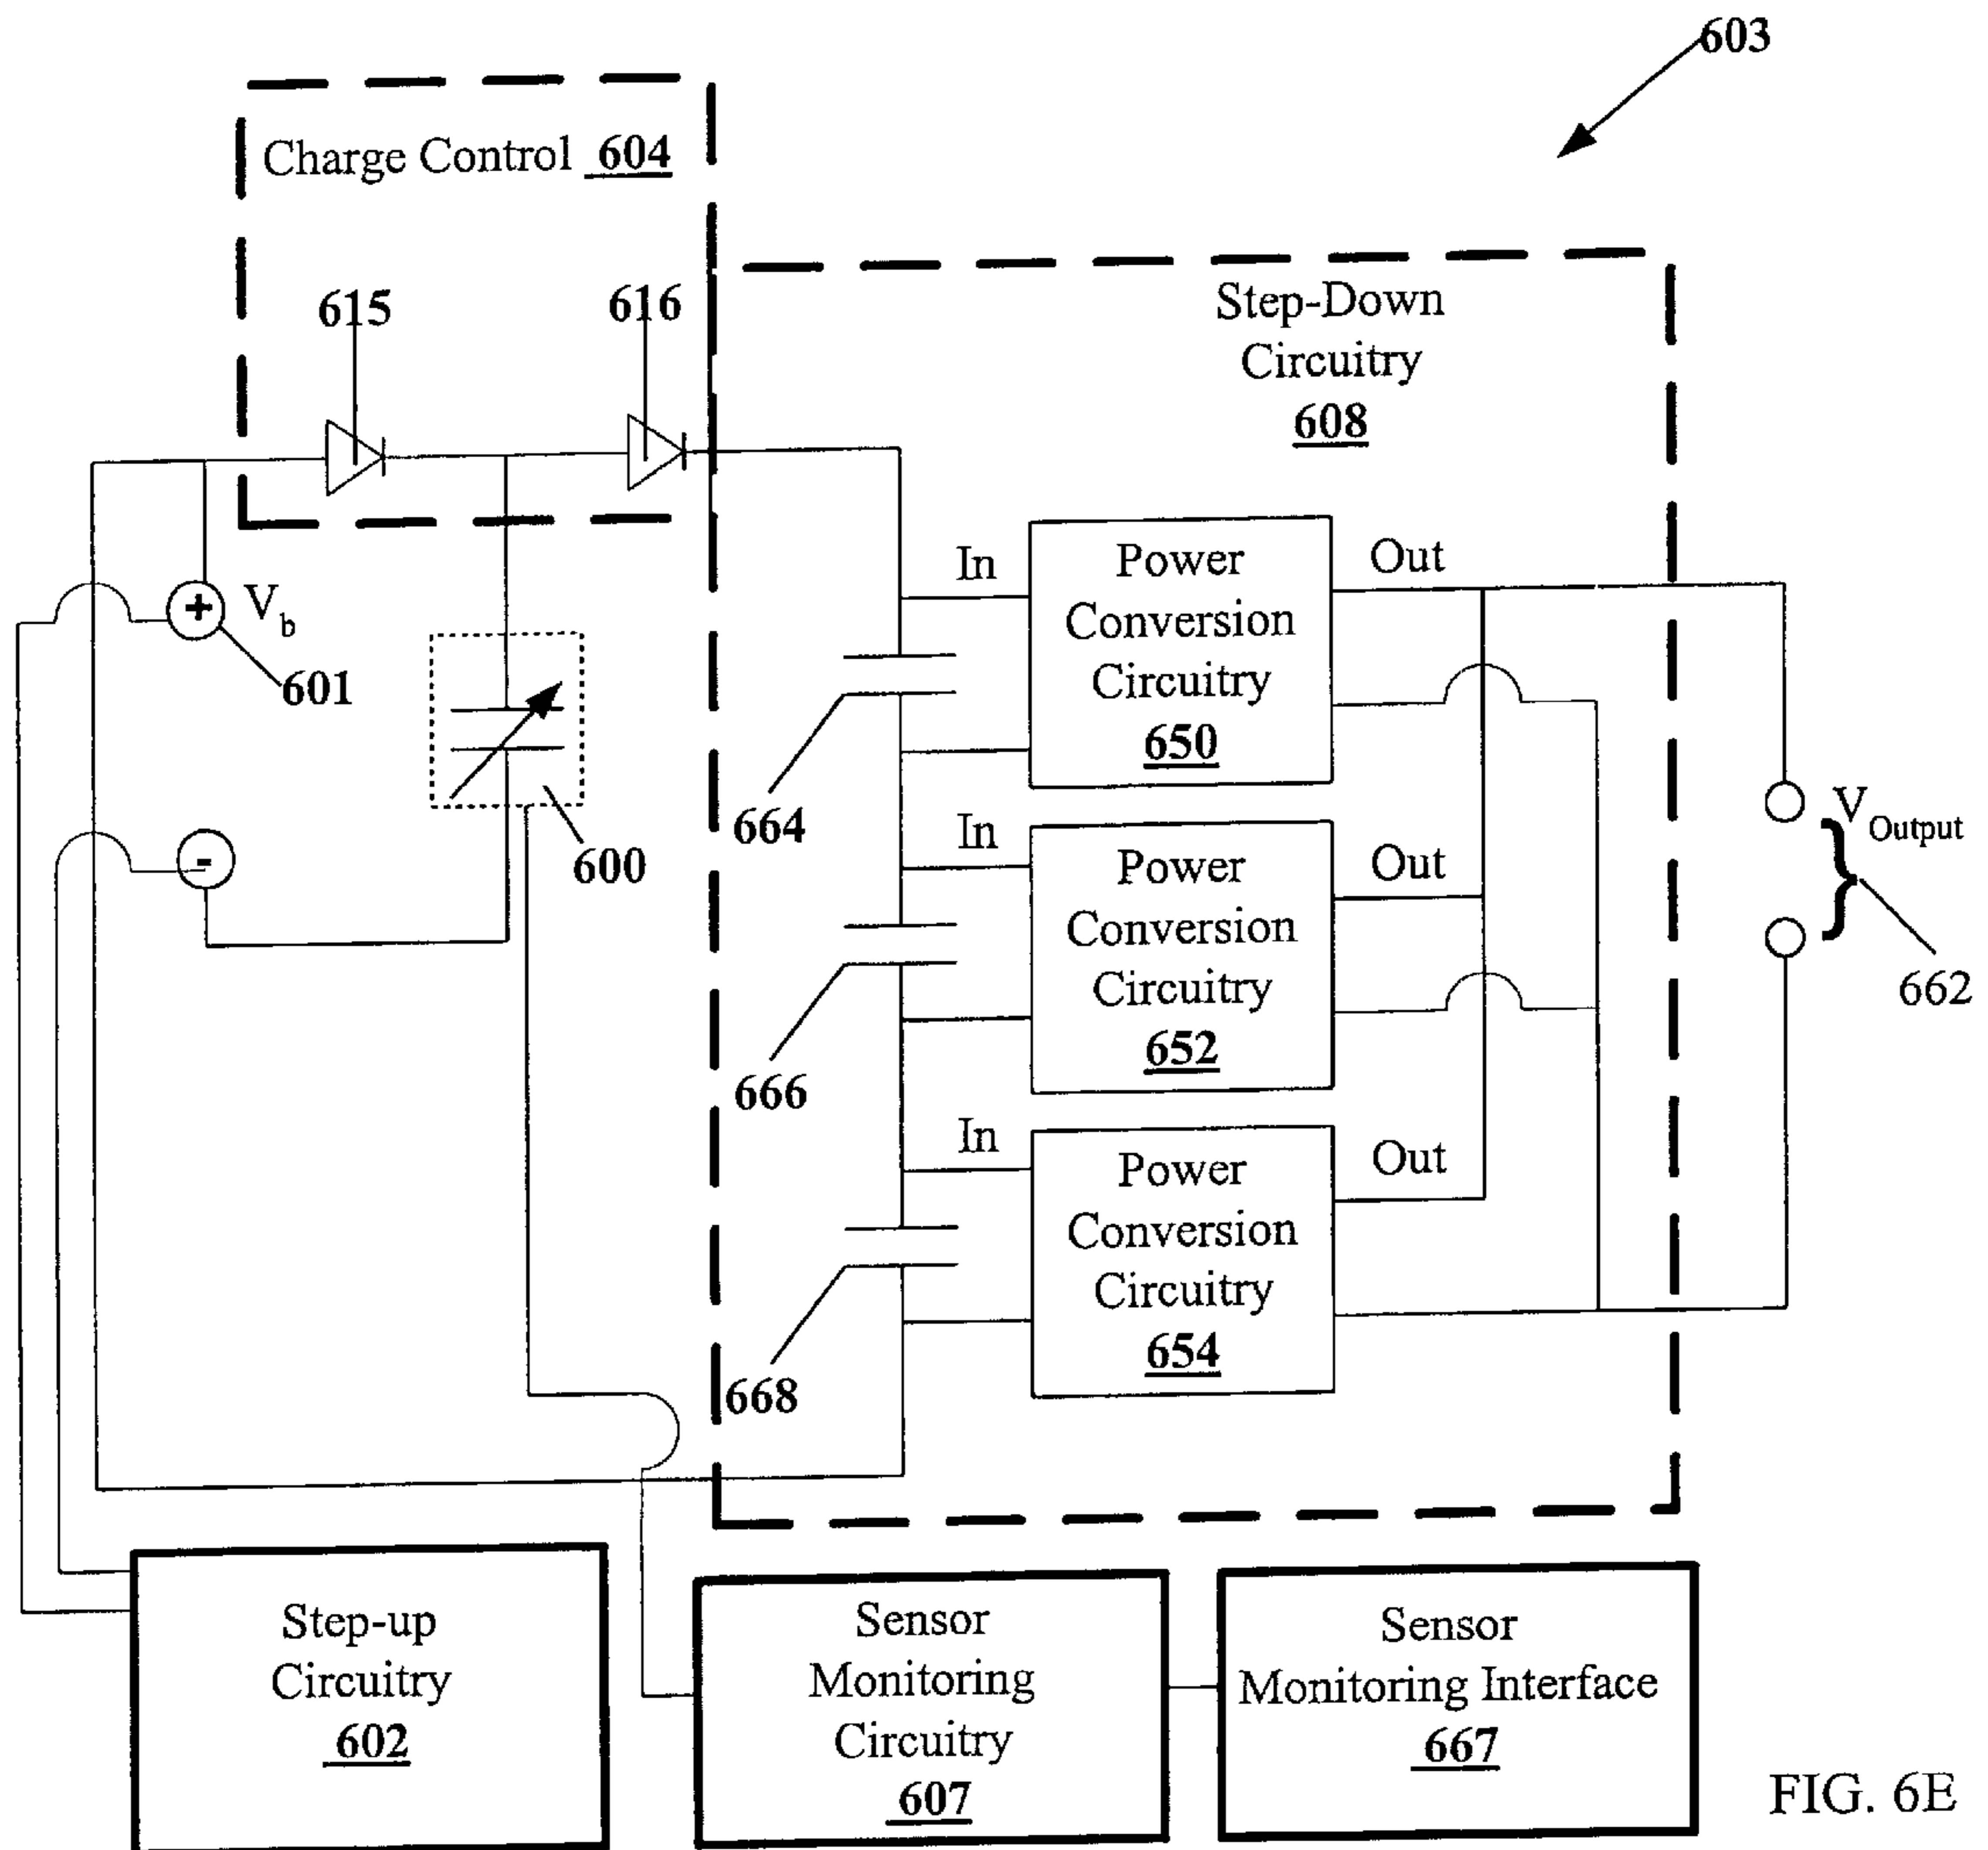 603
Charge Control 604
615
616
Step-Down
Circuitry
608
+
V_b
601
-
600
In
Power
Conversion
Circuitry
650
Out
664
In
Power
Conversion
Circuitry
652
Out
666
In
Power
Conversion
Circuitry
654
Out
668
V_Output
}
662
Step-up
Circuitry
602
Sensor
Monitoring
Circuitry
607
Sensor
Monitoring Interface
667
FIG. 6E